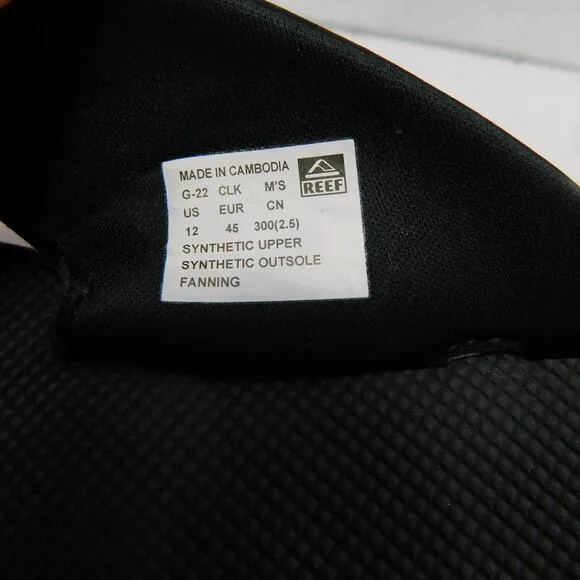 MADE IN CAMBODIA
REEF
G-22 CLK M'S
US EUR CN
12 45 300(2.5)
SYNTHETIC UPPER
SYNTHETIC OUTSOLE
FANNING